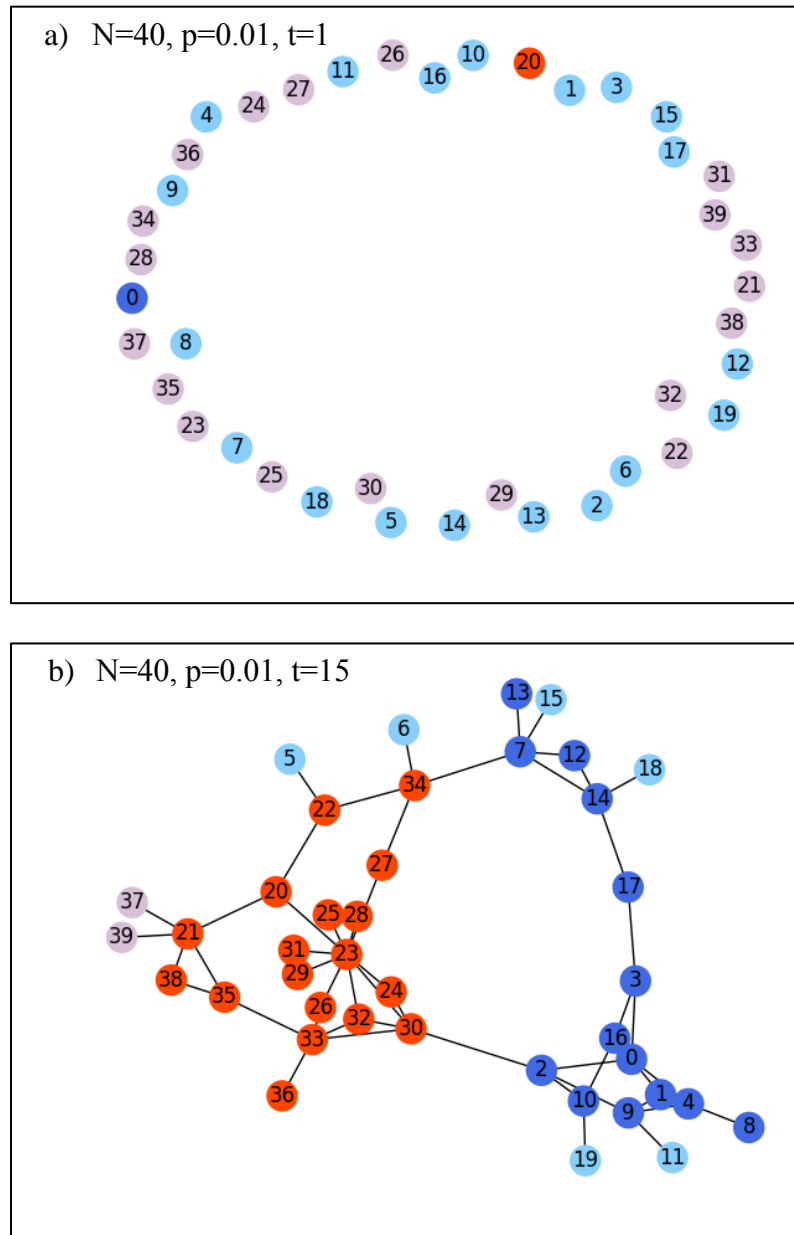 a) N=40, p=0.01, t=1
26 10 20
11 16 1 3
27
24
4 15
36 17
9 31
34 39
28 33
0 21
38
37 8 12
35 32
23 19
7 22
25 6
18 30 29 2
5 14 13
b) N=40, p=0.01, t=15
13 15
6 7 12
5 18
34 14
22
27 17
20
37 25 28
39 21 31 23
38 29 24 3
35 26 32 30 16
33 2 0
36 10 9 1 4
8
19 11